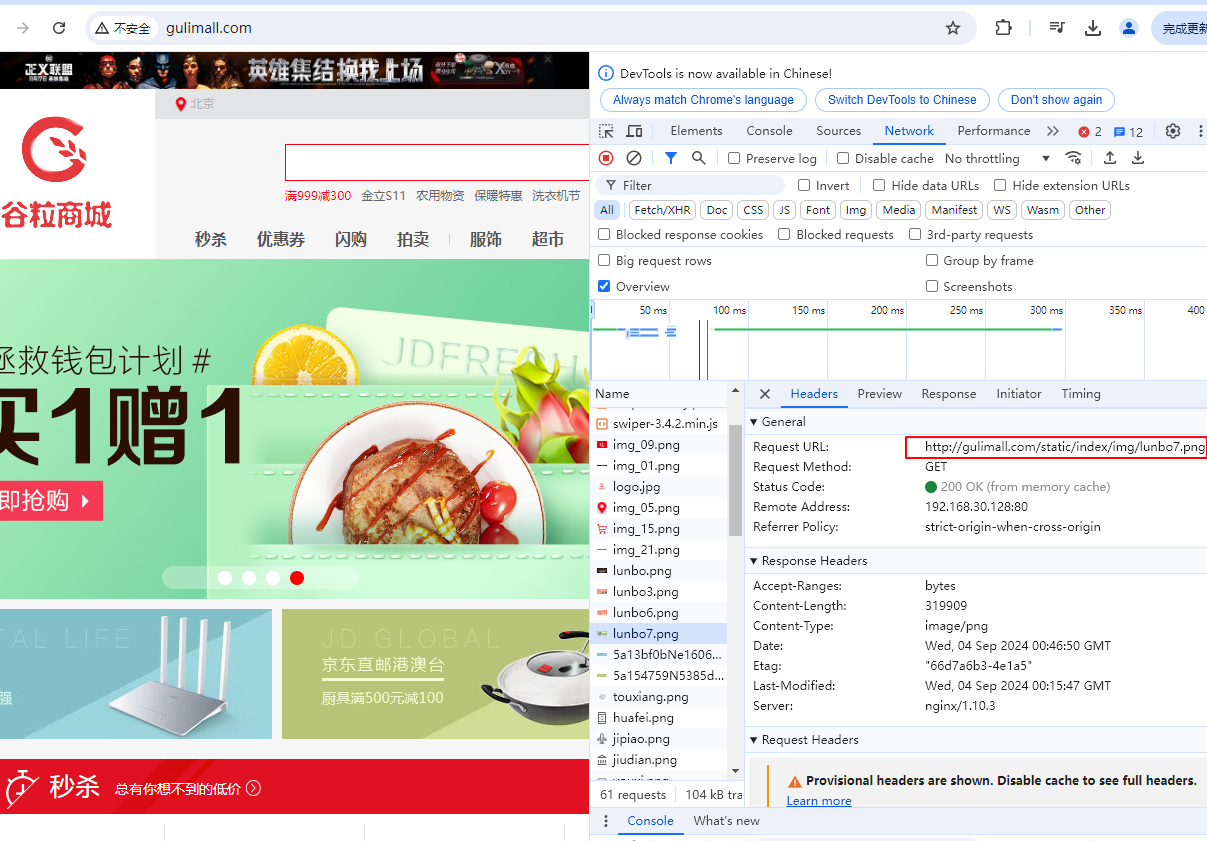 不安全 gulimall.com 完成更新
正义联盟 英雄集结换我上场
北京
谷粒商城
满999减300 金立S11 农用物资 保暖特惠 洗衣机节
秒杀 优惠券 闪购 拍卖 服饰 超市
拯救钱包计划 #
JDFRESH
买1赠1
即抢购
TAL LIFE
强
JD GLOBAL
京东直邮港澳台
厨具满500元减100
秒杀 总有你想不到的低价
DevTools is now available in Chinese!
Always match Chrome's language Switch DevTools to Chinese Don't show again
Elements Console Sources Network Performance 2 12
Preserve log Disable cache No throttling
Filter Invert Hide data URLs Hide extension URLs
All Fetch/XHR Doc CSS JS Font Img Media Manifest WS Wasm Other
Blocked response cookies Blocked requests 3rd-party requests
Big request rows Group by frame
Overview Screenshots
50 ms 100 ms 150 ms 200 ms 250 ms 300 ms 350 ms 400
Name
swiper-3.4.2.min.js
img_09.png
img_01.png
logo.jpg
img_05.png
img_15.png
img_21.png
lunbo.png
lunbo3.png
lunbo6.png
lunbo7.png
5a13bf0bNe1606...
5a154759N5385d...
touxiang.png
huafei.png
jipiao.png
jiudian.png
61 requests 104 kB tra
Headers Preview Response Initiator Timing
General
Request URL: http://gulimall.com/static/index/img/lunbo7.png
Request Method: GET
Status Code: 200 OK (from memory cache)
Remote Address: 192.168.30.128:80
Referrer Policy: strict-origin-when-cross-origin
Response Headers
Accept-Ranges: bytes
Content-Length: 319909
Content-Type: image/png
Date: Wed, 04 Sep 2024 00:46:50 GMT
Etag: "66d7a6b3-4e1a5"
Last-Modified: Wed, 04 Sep 2024 00:15:47 GMT
Server: nginx/1.10.3
Request Headers
Provisional headers are shown. Disable cache to see full headers.
Learn more
Console What's new